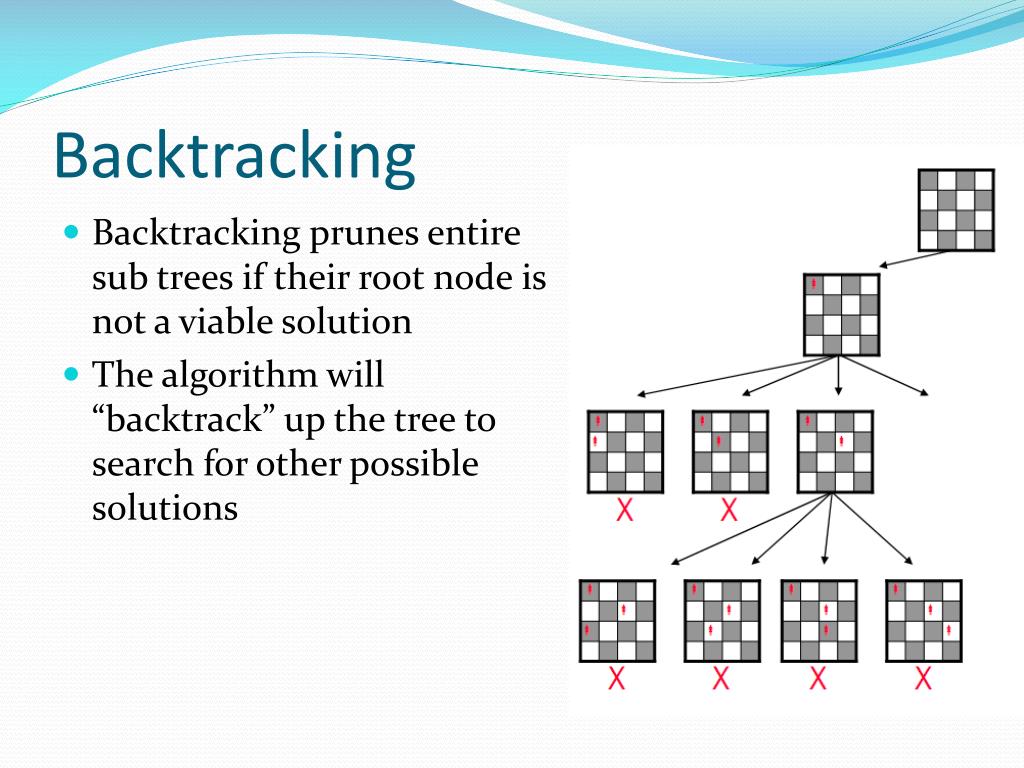 Backtracking
Backtracking prunes entire
sub trees if their root node is
not a viable solution
The algorithm will
“backtrack” up the tree to
search for other possible
solutions
X X
X X X X